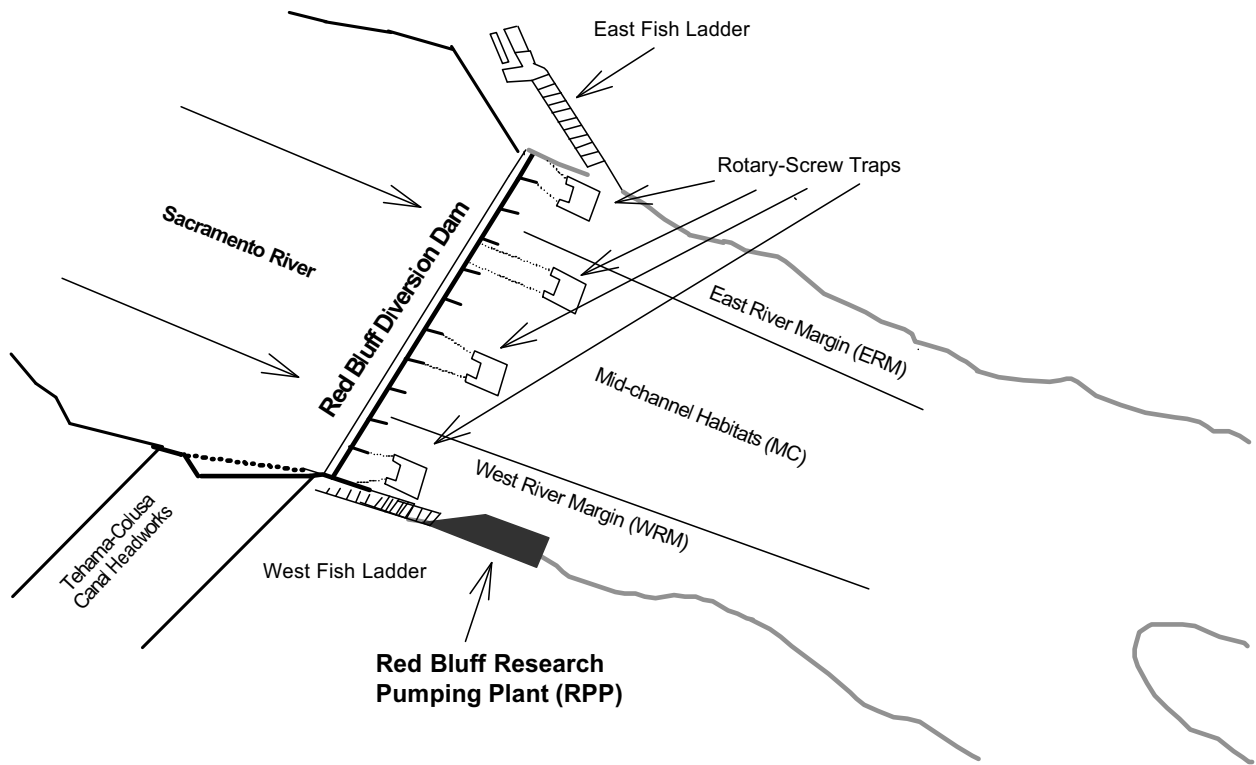 East Fish Ladder
Rotary-Screw Traps
Sacramento River
Red Bluff Diversion Dam
East River Margin (ERM)
Mid-channel Habitats (MC)
West River Margin (WRM)
Tehama-Colusa
Canal Headworks
West Fish Ladder
Red Bluff Research
Pumping Plant (RPP)